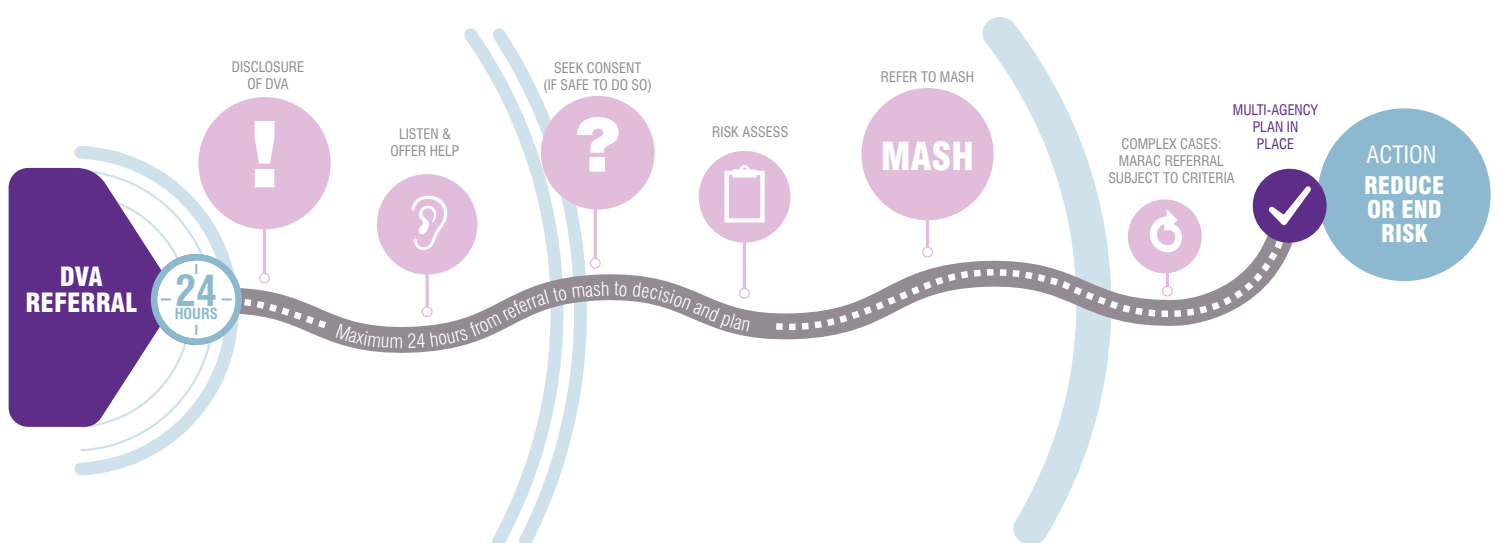 DVA
REFERRAL
24
HOURS
DISCLOSURE
OF DVA
!
LISTEN &
OFFER HELP
Maximum 24 hours from referral to mash to decision and plan
SEEK CONSENT
(IF SAFE TO DO SO)
?
RISK ASSESS
REFER TO MASH
MASH
COMPLEX CASES:
MARAC REFERRAL
SUBJECT TO CRITERIA
MULTI-AGENCY
PLAN IN
PLACE
ACTION
REDUCE
OR END
RISK